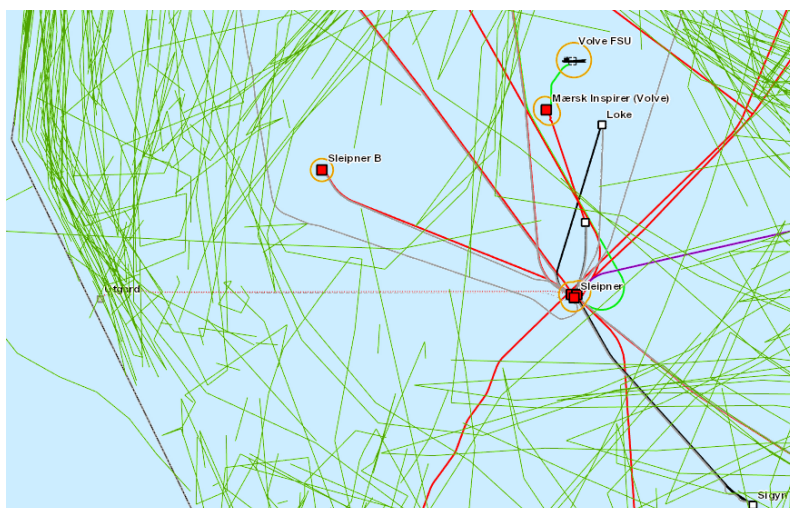 Volve FSU
Mærsk Inspirer (Volve)
Loke
Sleipner B
Utgard
Sleipner
Sigyn